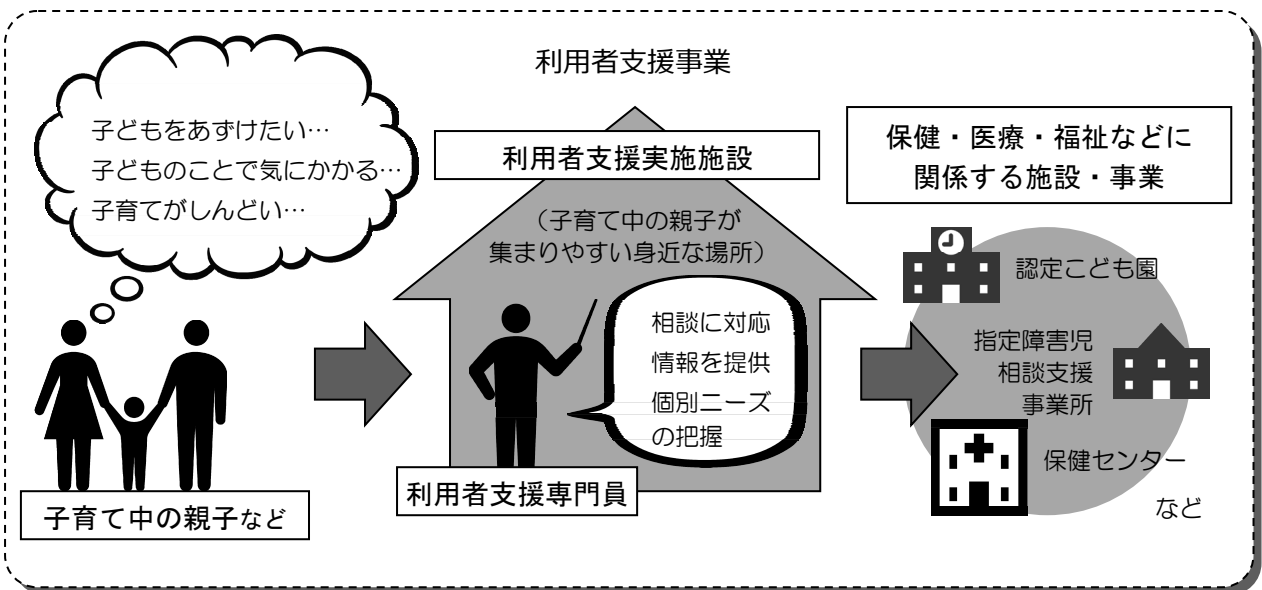 利用者支援事業
子どもをあずけたい…
子どものことで気にかかる…
子育てがしんどい…
子育て中の親子など
利用者支援実施施設
（子育て中の親子が
集まりやすい身近な場所）
相談に対応
情報を提供
個別ニーズ
の把握
利用者支援専門員
保健・医療・福祉などに
関係する施設・事業
認定こども園
指定障害児
相談支援
事業所
保健センター
など